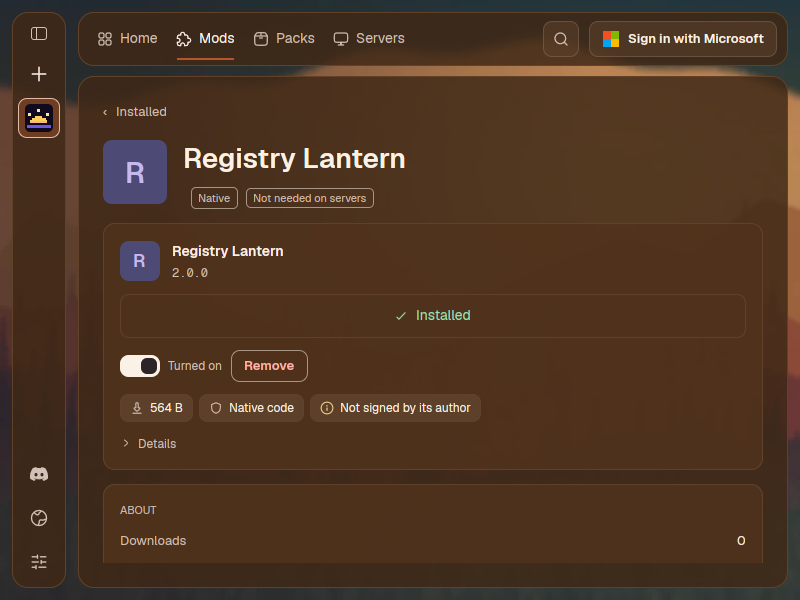 Home
Mods
Packs
Servers
Sign in with Microsoft
‹ Installed
R
Registry Lantern
Native
Not needed on servers
R
Registry Lantern
2.0.0
Installed
Turned on
Remove
564 B
Native code
Not signed by its author
Details
ABOUT
Downloads
0